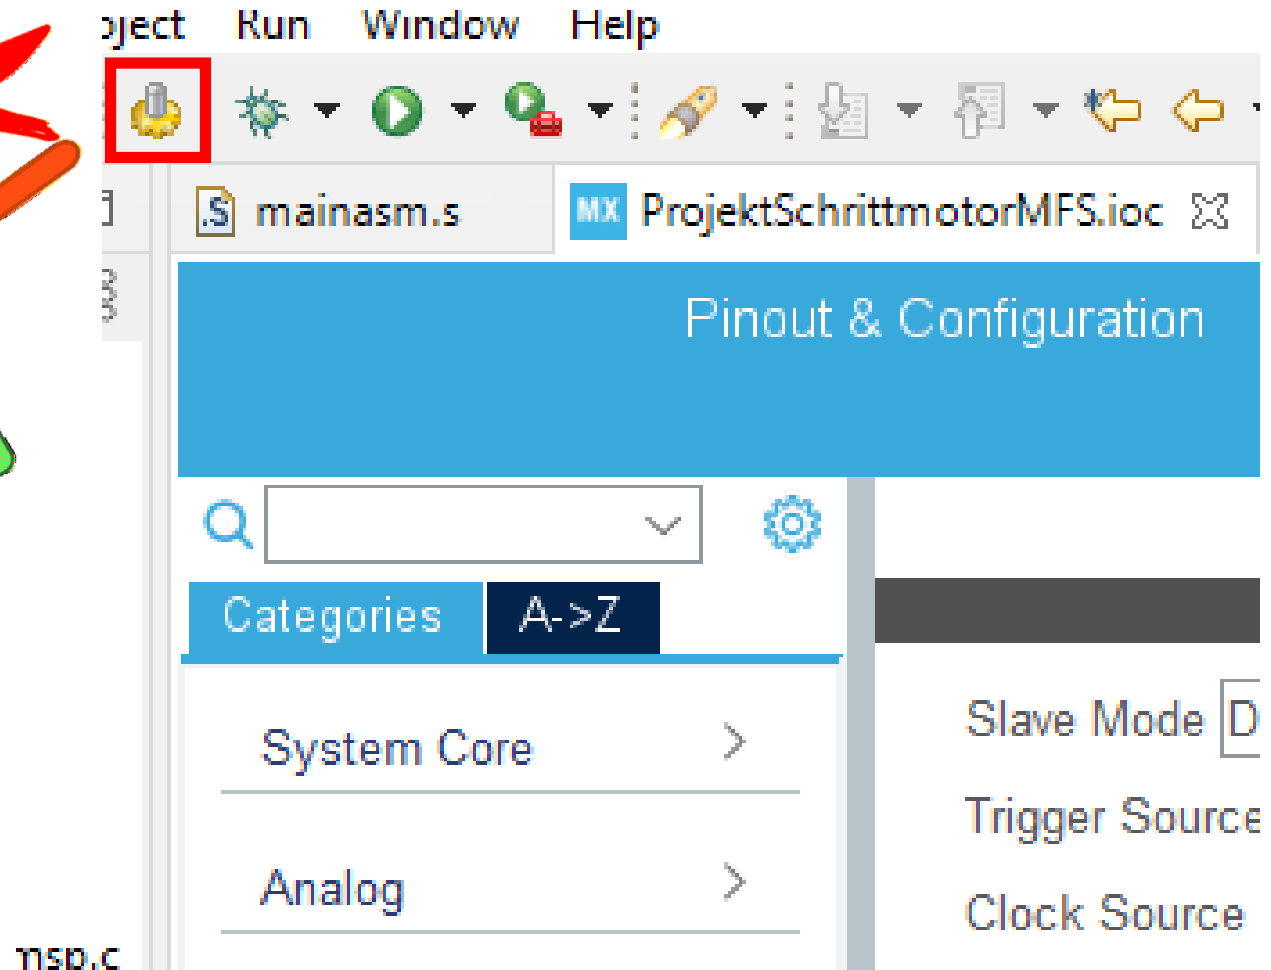 oject Run Window Help
.S mainasm.s MX ProjektSchrittmotorMFS.ioc
Pinout & Configuration
Categories A->Z
System Core
Slave Mode D
Trigger Source
Analog
Clock Source
msp.c